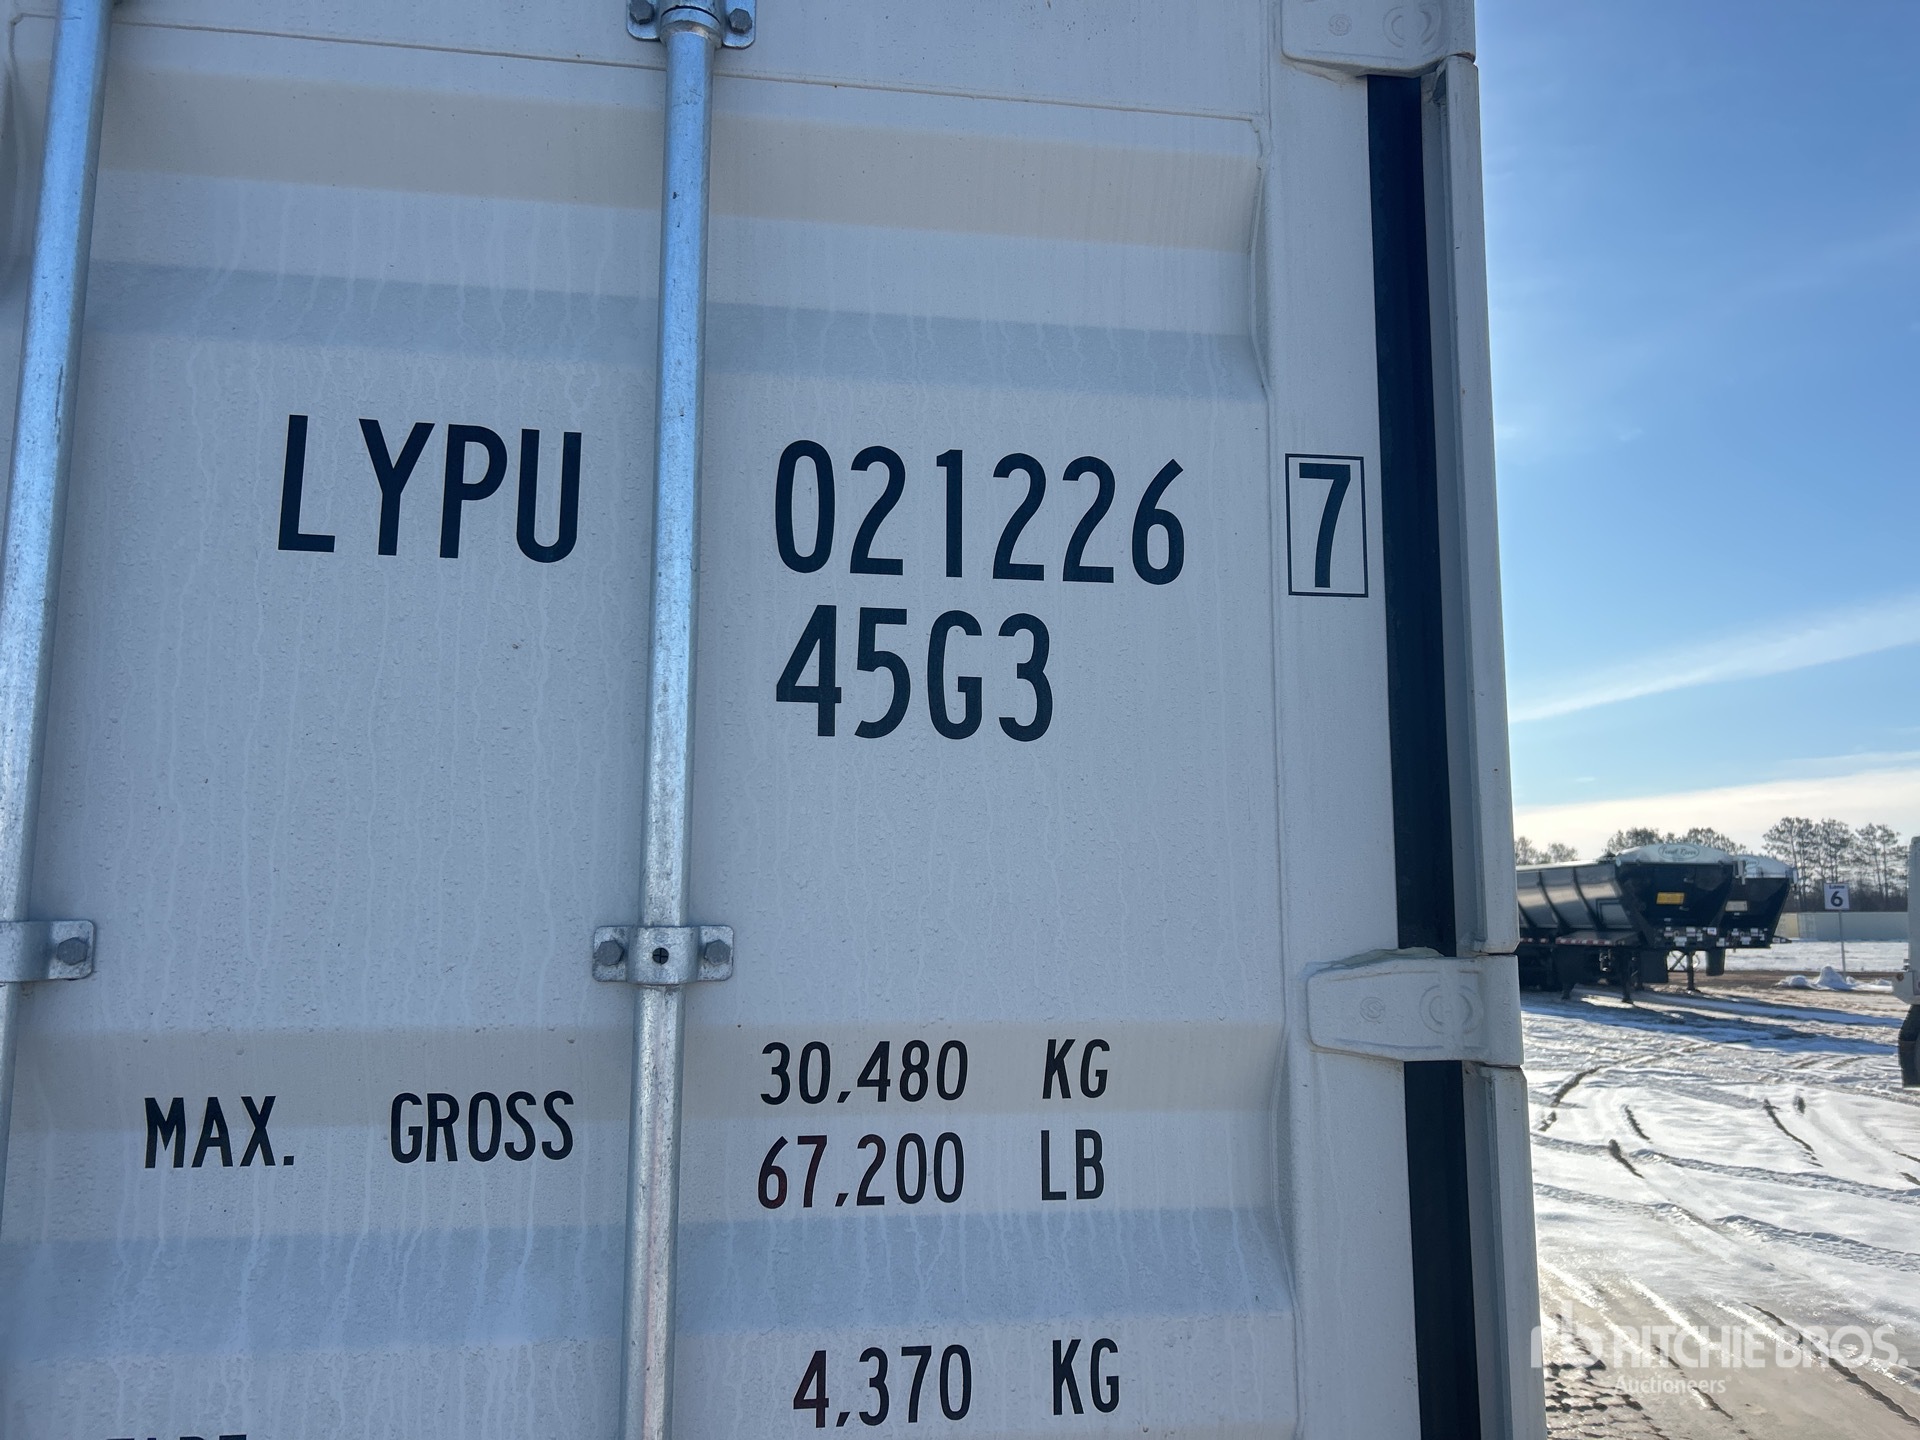 LYPU 021226 7
45G3
MAX. GROSS 30,480 KG
67,200 LB
4,370 KG
6
RITCHIE BROS.
Auctioneers